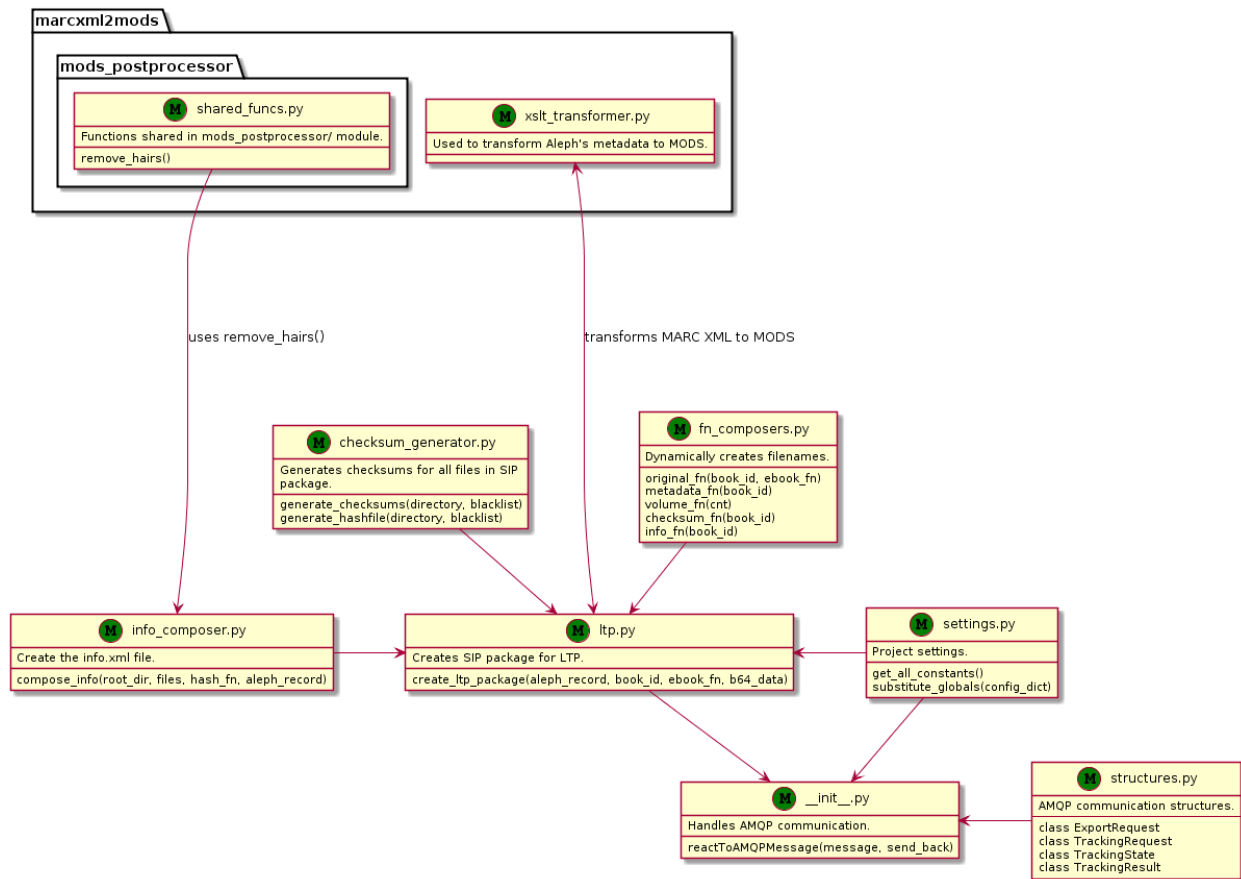 marcxml2mods
mods_postprocessor
M shared_funcs.py
Functions shared in mods_postprocessor/ module.
remove_hairs()
M xslt_transformer.py
Used to transform Aleph's metadata to MODS.
uses remove_hairs()
transforms MARC XML to MODS
M checksum_generator.py
Generates checksums for all files in SIP
package.
generate_checksums(directory, blacklist)
generate_hashfile(directory, blacklist)
M fn_composers.py
Dynamically creates filenames.
original_fn(book_id, ebook_fn)
metadata_fn(book_id)
volume_fn(cnt)
checksum_fn(book_id)
info_fn(book_id)
M info_composer.py
Create the info.xml file.
compose_info(root_dir, files, hash_fn, aleph_record)
M ltp.py
Creates SIP package for LTP.
create_ltp_package(aleph_record, book_id, ebook_fn, b64_data)
M settings.py
Project settings.
get_all_constants()
substitute_globals(config_dict)
M __init__.py
Handles AMQP communication.
reactToAMQPMessage(message, send_back)
M structures.py
AMQP communication structures.
class ExportRequest
class TrackingRequest
class TrackingState
class TrackingResult